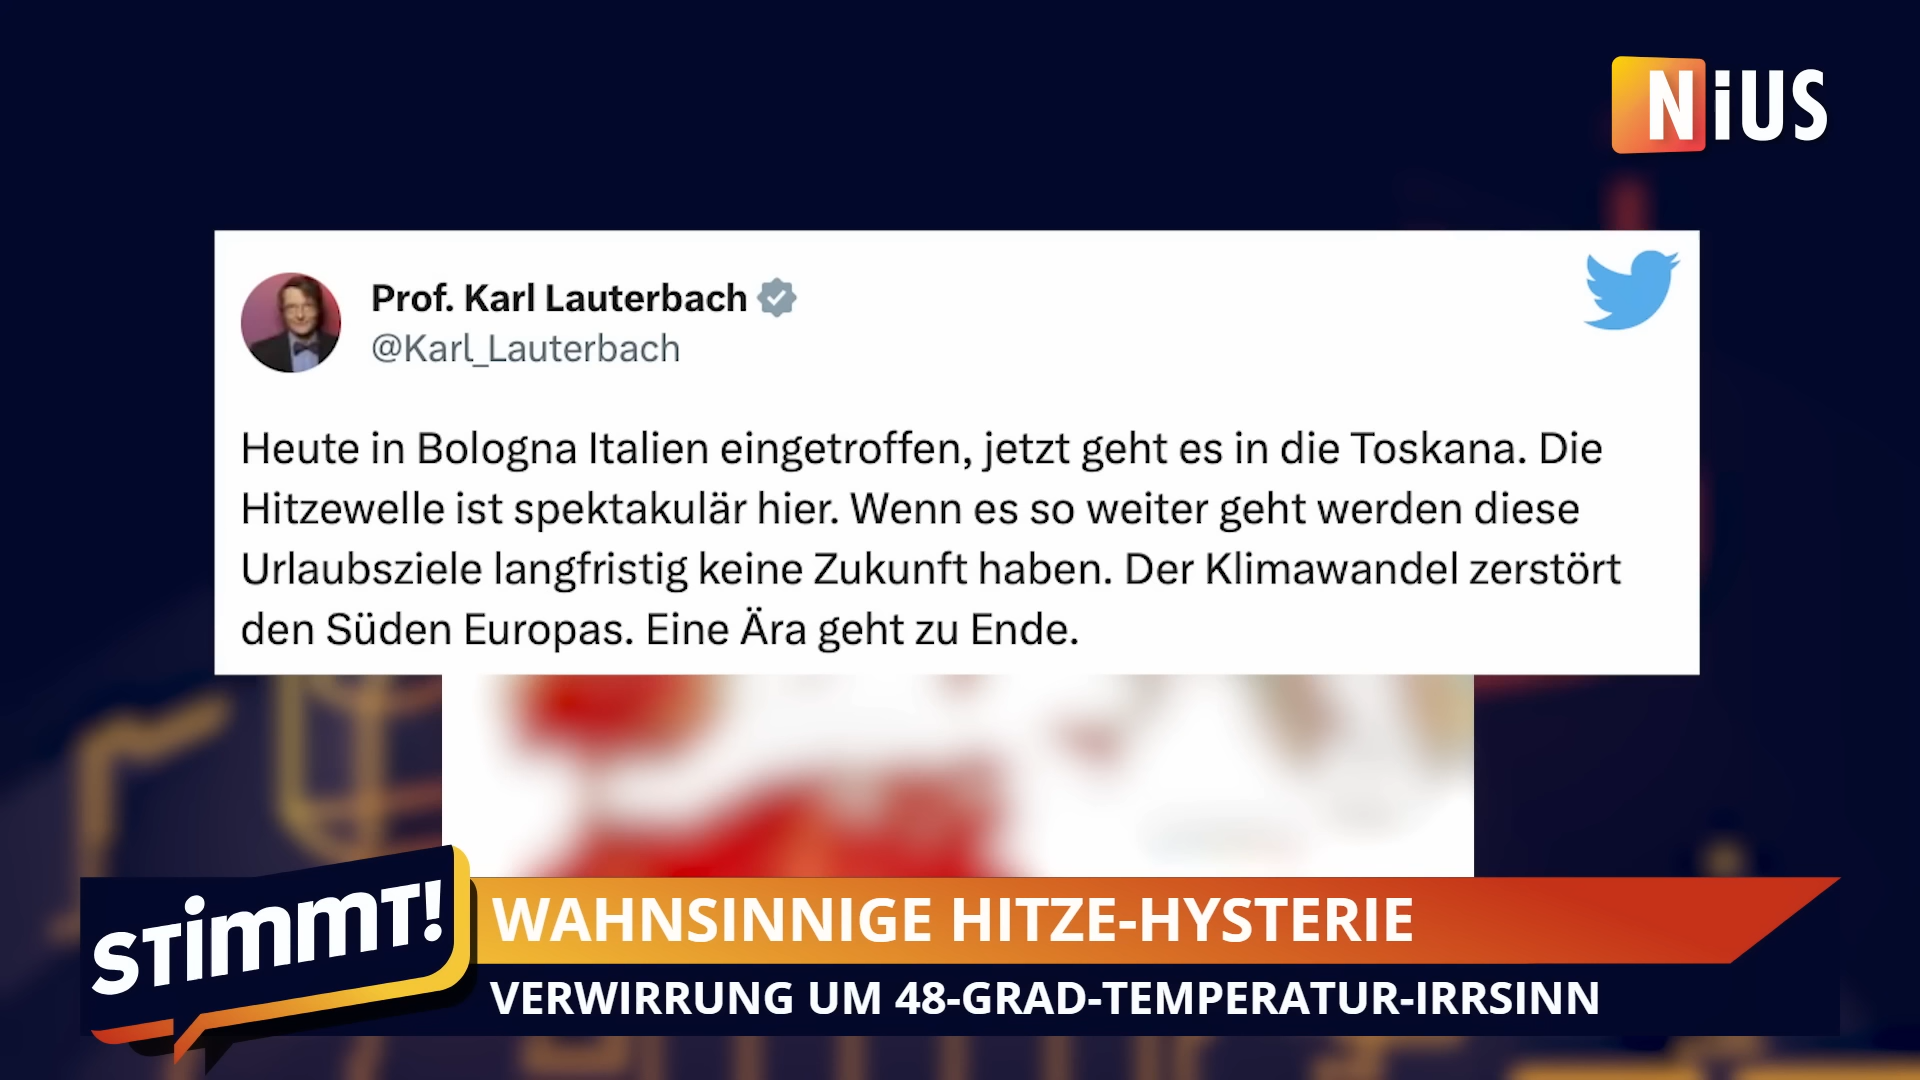 NiUS
Prof. Karl Lauterbach
@Karl_Lauterbach
Heute in Bologna Italien eingetroffen, jetzt geht es in die Toskana. Die
Hitzewelle ist spektakulär hier. Wenn es so weiter geht werden diese
Urlaubsziele langfristig keine Zukunft haben. Der Klimawandel zerstört
den Süden Europas. Eine Ära geht zu Ende.
STimmT!
WAHNSINNIGE HITZE-HYSTERIE
VERWIRRUNG UM 48-GRAD-TEMPERATUR-IRRSINN